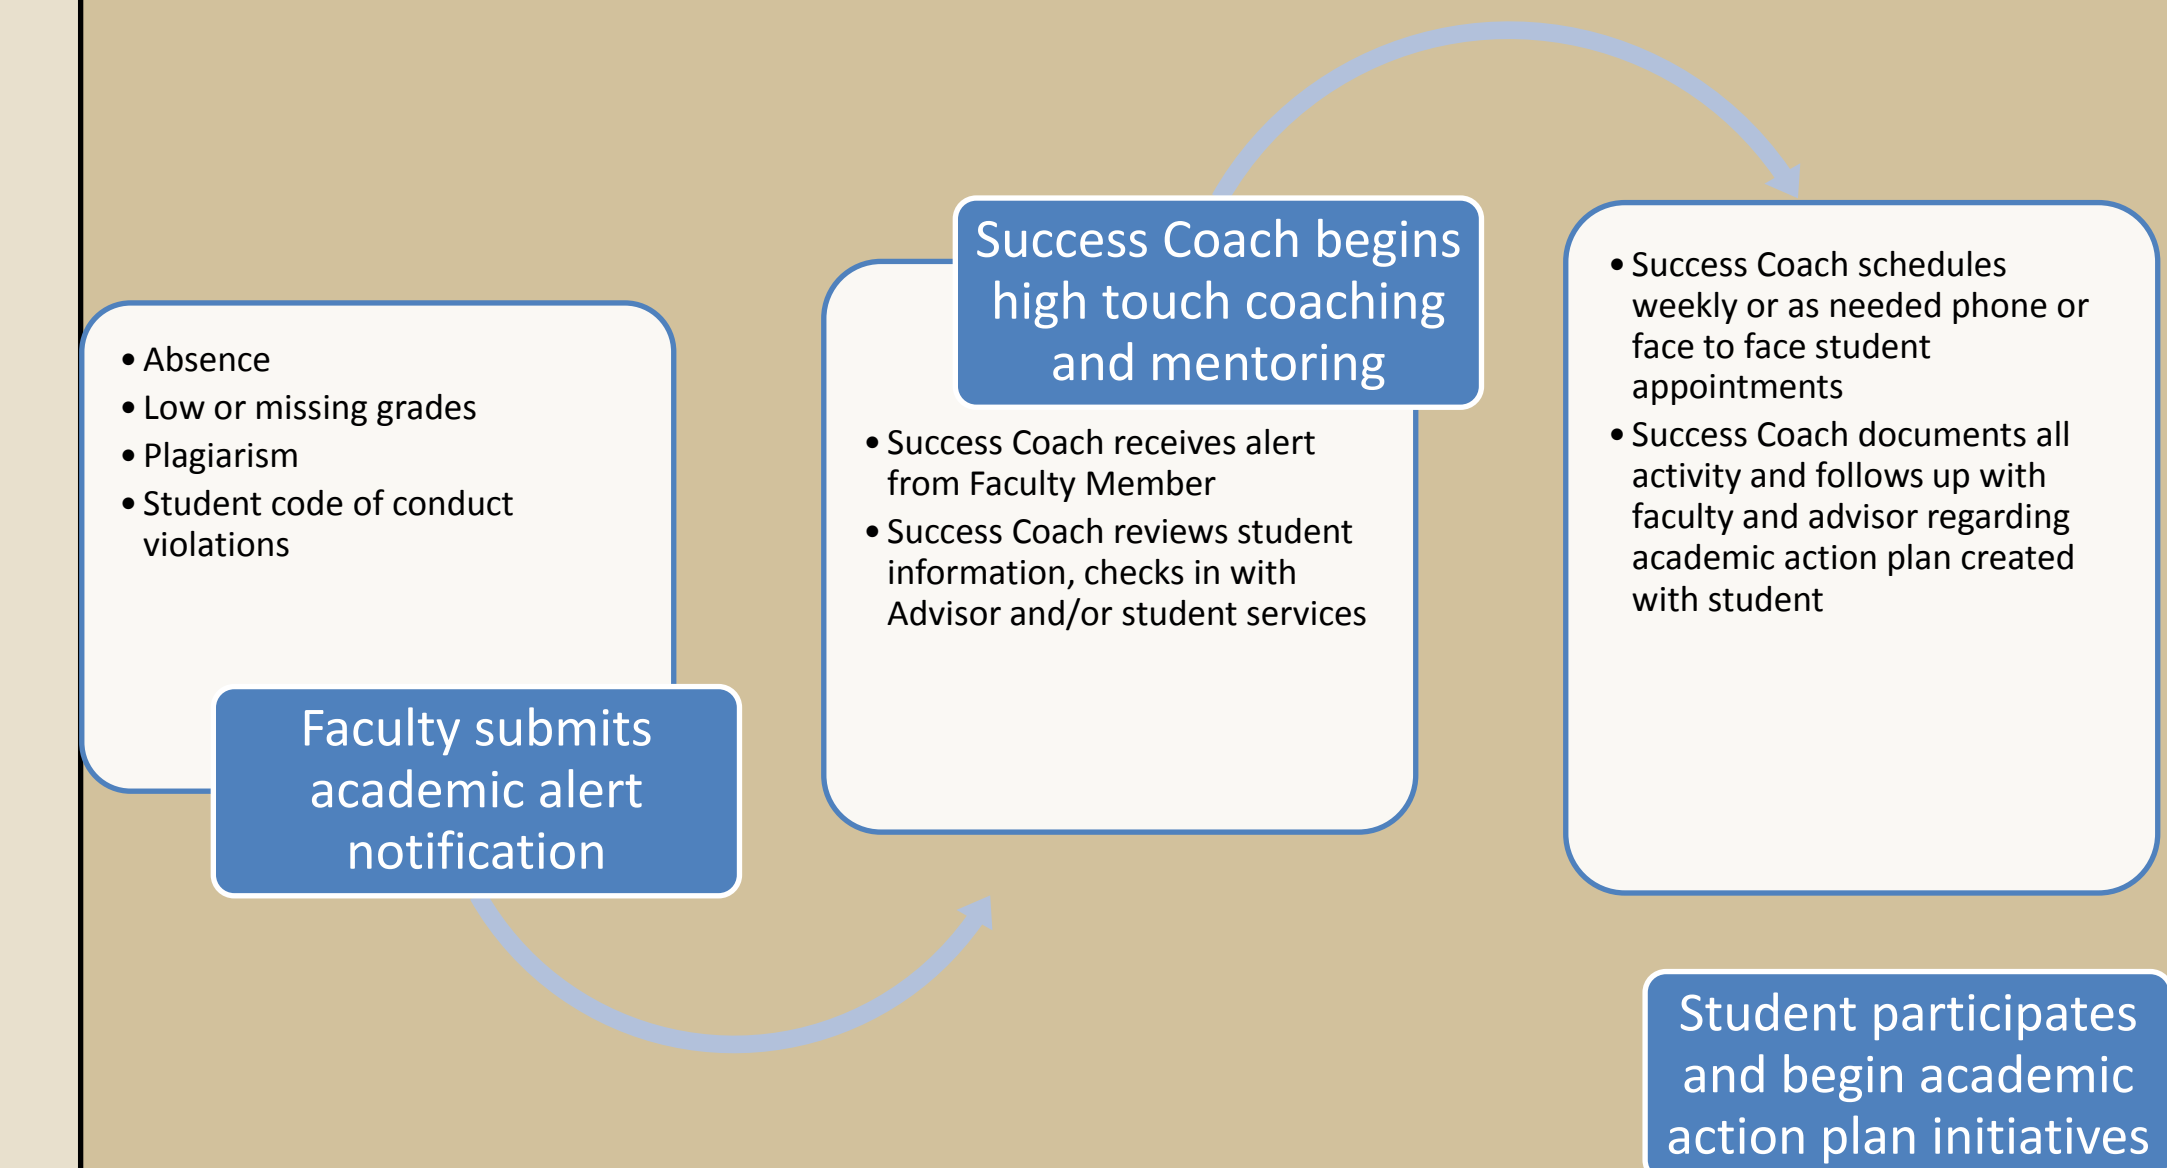 • Absence
• Low or missing grades
• Plagiarism
• Student code of conduct
violations
Faculty submits
academic alert
notification
Success Coach begins
high touch coaching
and mentoring
• Success Coach receives alert
from Faculty Member
• Success Coach reviews student
information, checks in with
Advisor and/or student services
• Success Coach schedules
weekly or as needed phone or
face to face student
appointments
• Success Coach documents all
activity and follows up with
faculty and advisor regarding
academic action plan created
with student
Student participates
and begin academic
action plan initiatives